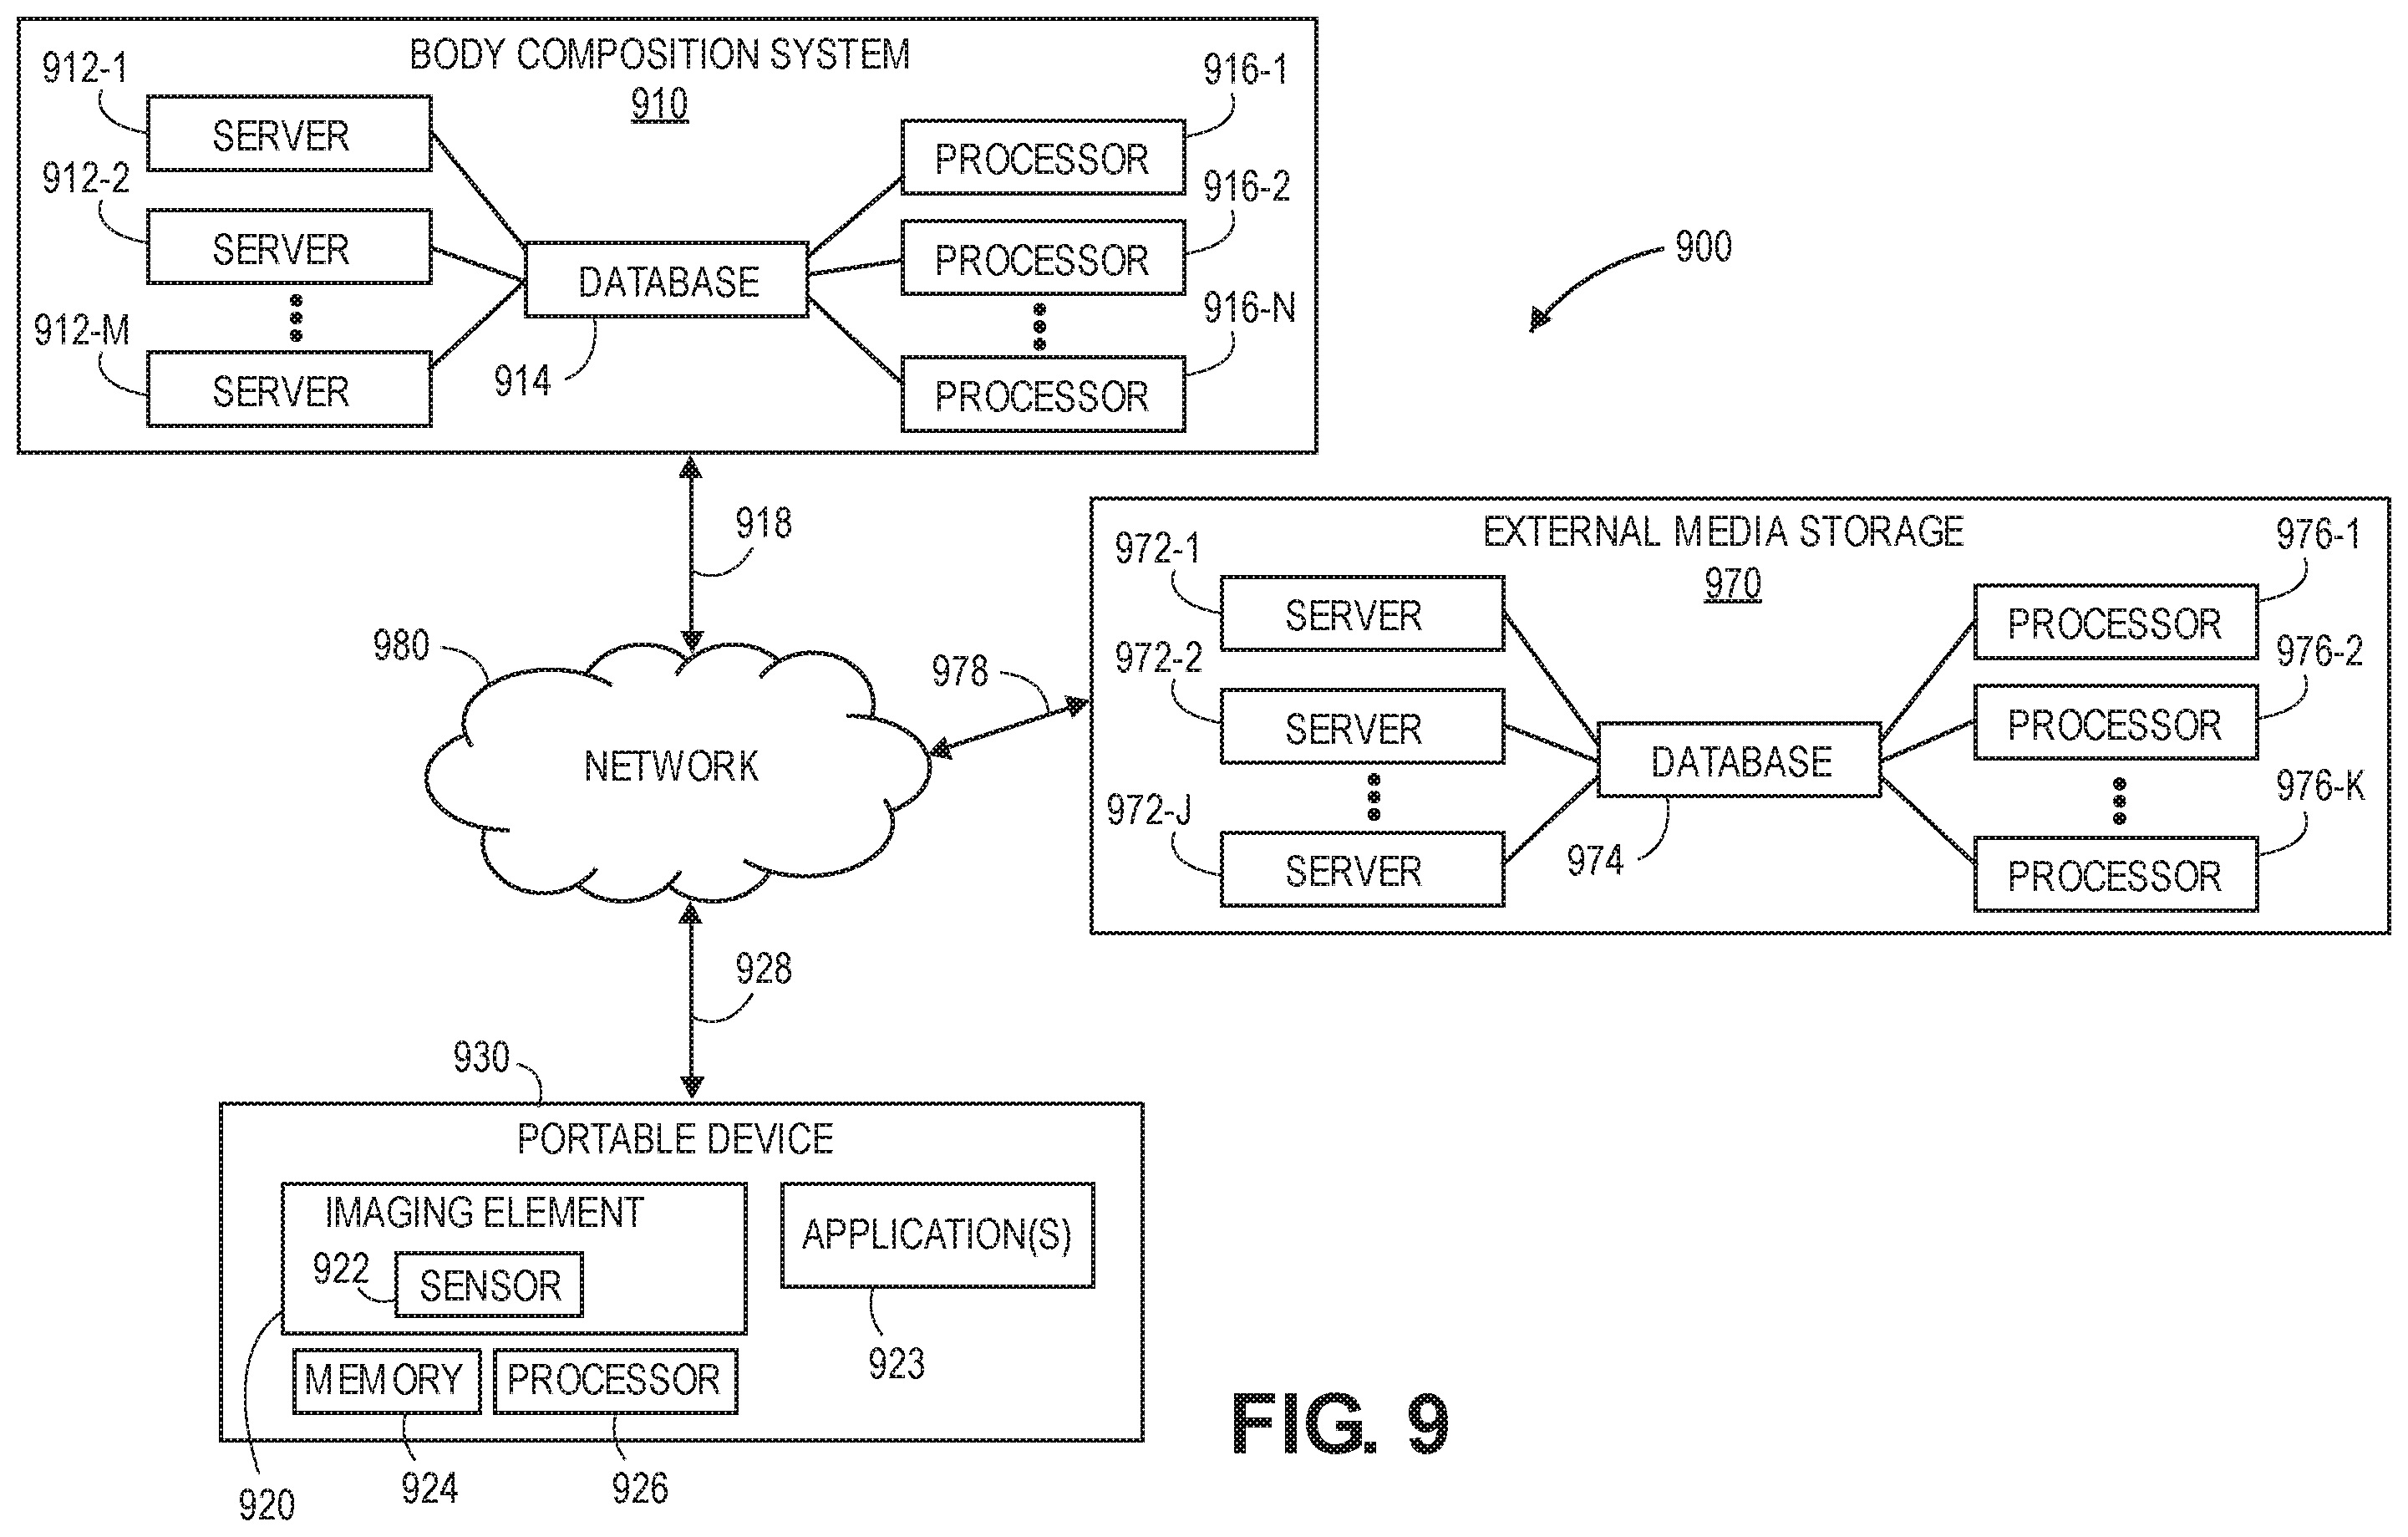 BODY COMPOSITION SYSTEM
910
912-1
SERVER
912-2
SERVER
912-M
SERVER
DATABASE
914
916-1
PROCESSOR
916-2
PROCESSOR
916-N
PROCESSOR
900
918
EXTERNAL MEDIA STORAGE
970
972-1
SERVER
972-2
SERVER
972-J
SERVER
DATABASE
974
976-1
PROCESSOR
976-2
PROCESSOR
976-K
PROCESSOR
980
NETWORK
978
928
930
PORTABLE DEVICE
IMAGING ELEMENT
922
SENSOR
APPLICATION(S)
923
MEMORY
PROCESSOR
920
924
926
FIG. 9